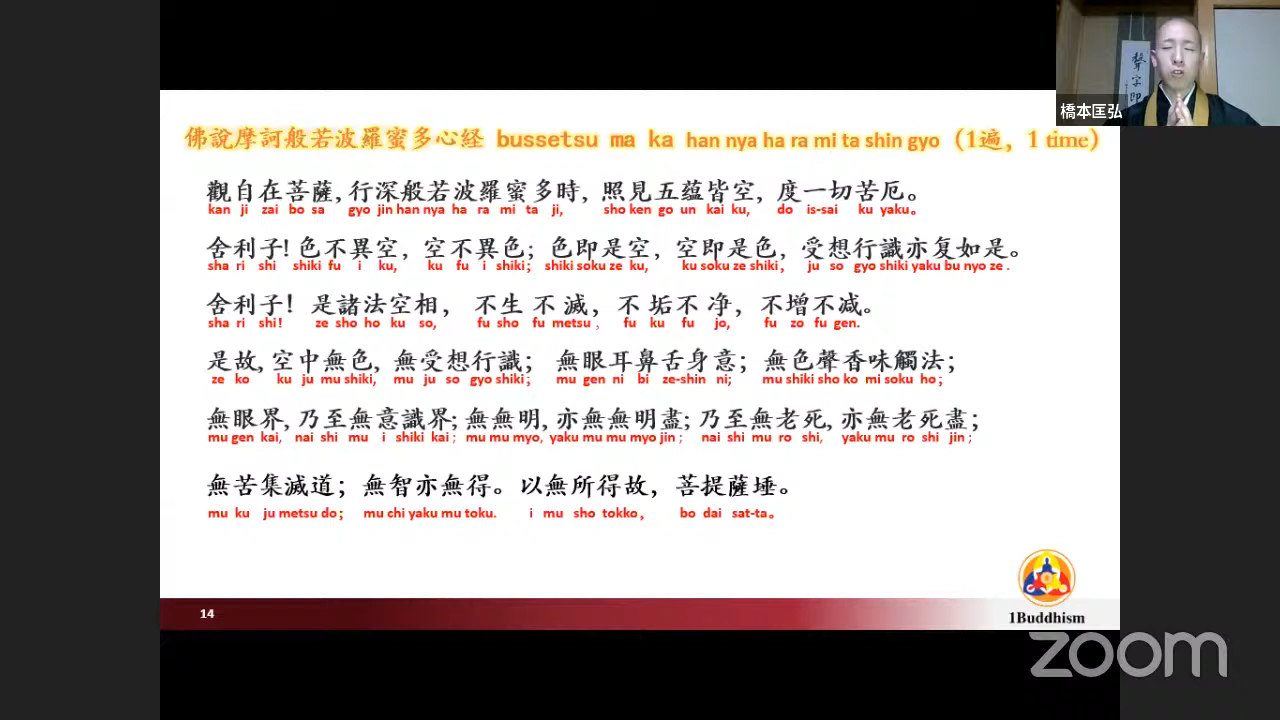 佛說摩訶般若波羅蜜多心経 bussetsu ma ka han nya ha ra mi ta shin gyo (1遍, 1 time)
觀自在菩薩, 行深般若波羅蜜多時, 照見五蘊皆空, 度一切苦厄。
kan ji zai bo sa gyo jin han nya ha ra mi ta ji, sho ken go un kai ku, do is-sai ku yaku。
舍利子! 色不異空, 空不異色; 色即是空, 空即是色, 受想行識亦复如是。
sha ri shi shiki fu i ku, ku fu i shiki; shiki soku ze ku, ku soku ze shiki, ju so gyo shiki yaku bu nyo ze .
舍利子! 是諸法空相, 不生不滅, 不垢不净, 不增不减。
sha ri shi! ze sho ho ku so, fu sho fu metsu , fu ku fu jo, fu zo fu gen.
是故, 空中無色, 無受想行識; 無眼耳鼻舌身意; 無色聲香味觸法;
ze ko ku ju mu shiki, mu ju so gyo shiki; mu gen ni bi ze-shin ni; mu shiki sho ko mi soku ho;
無眼界, 乃至無意識界; 無無明, 亦無無明盡; 乃至無老死, 亦無老死盡;
mu gen kai, nai shi mu i shiki kai; mu mu myo, yaku mu mu myo jin; nai shi mu ro shi, yaku mu ro shi jin;
無苦集滅道; 無智亦無得。以無所得故, 菩提薩埵。
mu ku ju metsu do; mu chi yaku mu toku. i mu sho tokko, bo dai sat-ta。
14
1Buddhism
zoom
橋本匡弘
聲字即